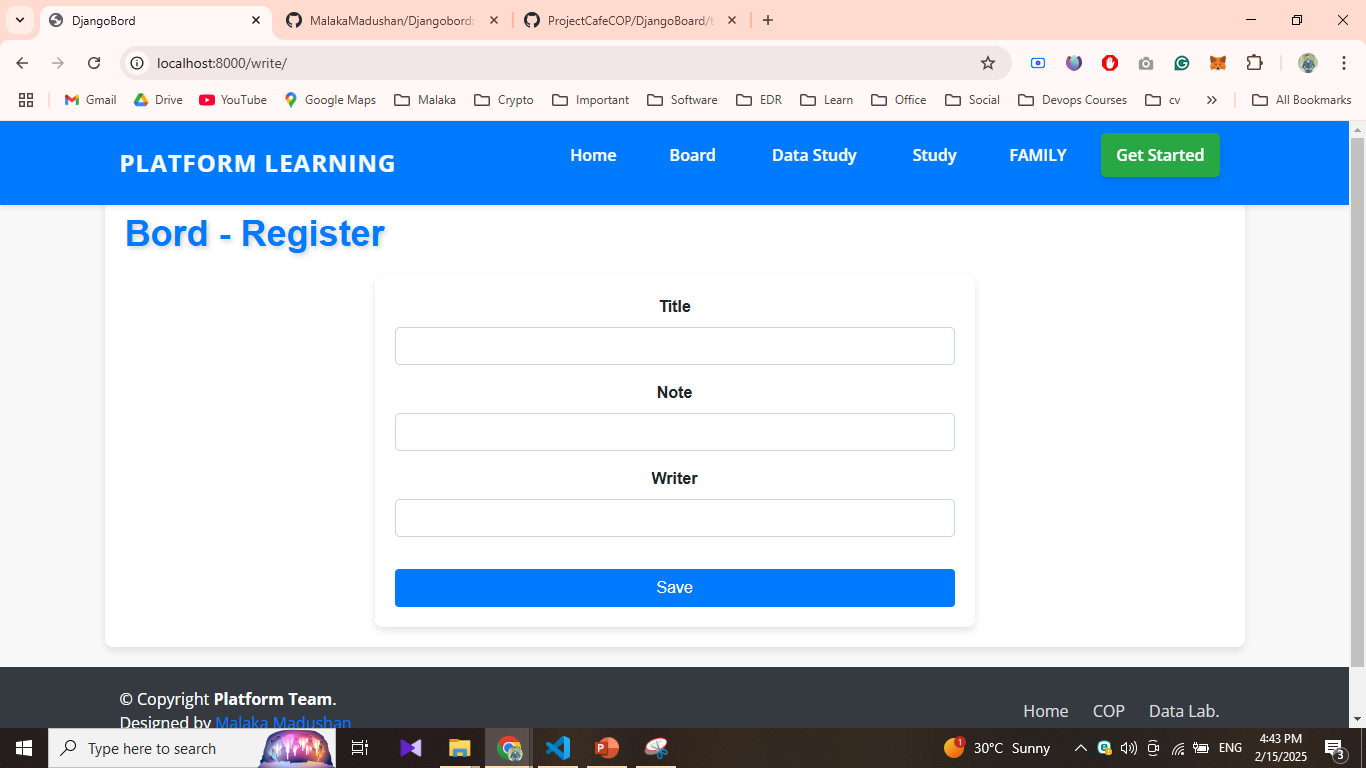 DjangoBord
MalakaMadushan/Djangobord:
ProjectCafeCOP/DjangoBoard/t
localhost:8000/write/
Gmail
Drive
YouTube
Google Maps
Malaka
Crypto
Important
Software
EDR
Learn
Office
Social
Devops Courses
cv
All Bookmarks
PLATFORM LEARNING
Home
Board
Data Study
Study
FAMILY
Get Started
Bord - Register
Title
Note
Writer
Save
© Copyright Platform Team.
Designed by Malaka Madushan
Home
COP
Data Lab.
Type here to search
1
30°C Sunny
ENG
4:43 PM
2/15/2025
3